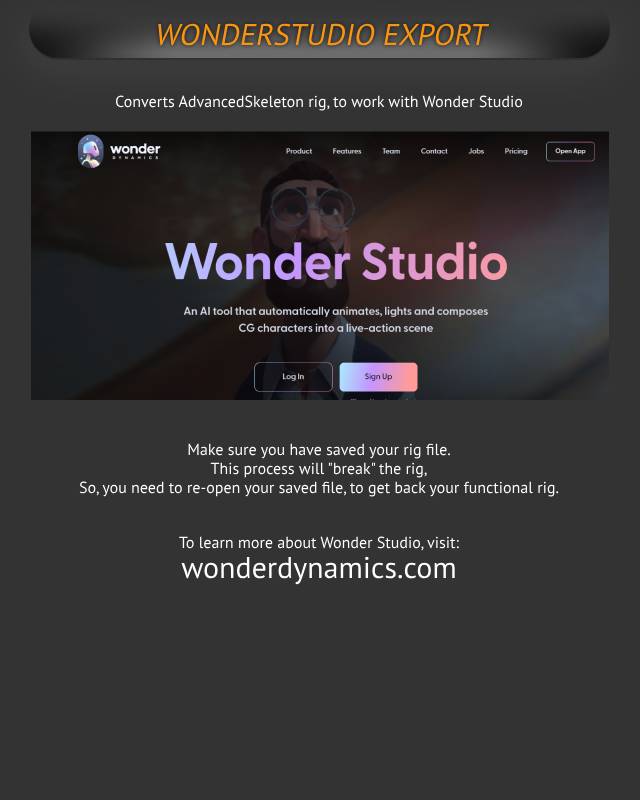 WONDERSTUDIO EXPORT
Converts AdvancedSkeleton rig, to work with Wonder Studio
wonder
DYNAMICS
Product
Features
Team
Contact
Jobs
Pricing
Open App
Wonder Studio
An AI tool that automatically animates, lights and composes
CG characters into a live-action scene
Log In
Sign Up
Make sure you have saved your rig file.
This process will "break" the rig,
So, you need to re-open your saved file, to get back your functional rig.
To learn more about Wonder Studio, visit:
wonderdynamics.com